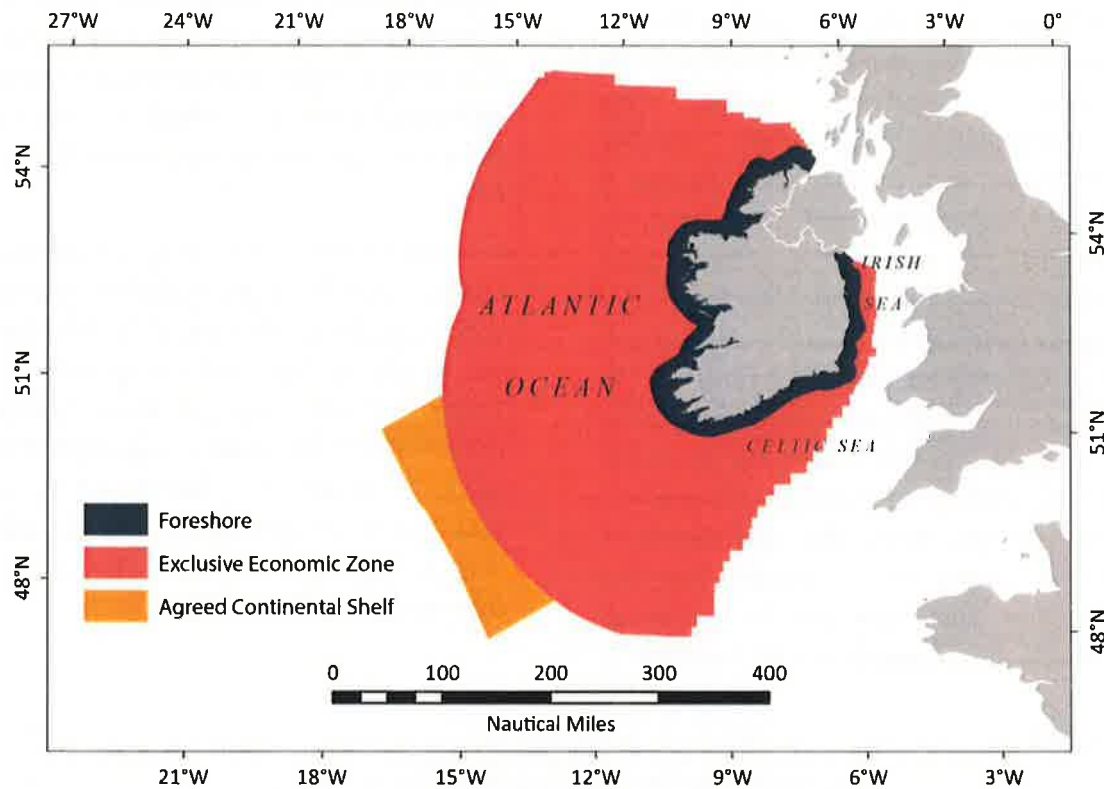 27°W 24°W 21°W 18°W 15°W 12°W 9°W 6°W 3°W 0°
54°N
54°N
IRISH
SEA
ATLANTIC
OCEAN
51°N
51°N
CELTIC SEA
Foreshore
Exclusive Economic Zone
Agreed Continental Shelf
48°N
48°N
0 100 200 300 400
Nautical Miles
21°W 18°W 15°W 12°W 9°W 6°W 3°W